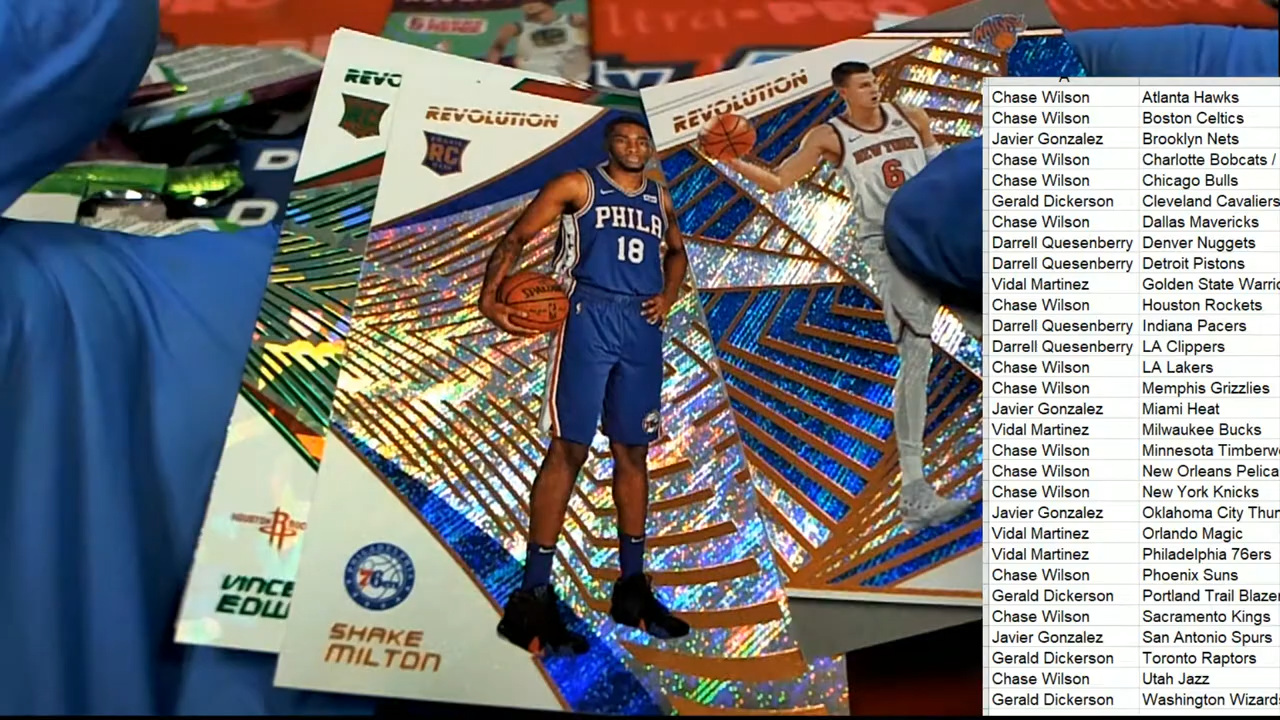 REVO
RC
REVOLUTION
RC
PHILA
18
SPALDING
76ERS
SHAKE
MILTON
VINCE
EDW
REVOLUTION
NEW YORK
6
A
Chase Wilson Atlanta Hawks
Chase Wilson Boston Celtics
Javier Gonzalez Brooklyn Nets
Chase Wilson Charlotte Bobcats /
Chase Wilson Chicago Bulls
Gerald Dickerson Cleveland Cavaliers
Chase Wilson Dallas Mavericks
Darrell Quesenberry Denver Nuggets
Darrell Quesenberry Detroit Pistons
Vidal Martinez Golden State Warric
Chase Wilson Houston Rockets
Darrell Quesenberry Indiana Pacers
Darrell Quesenberry LA Clippers
Chase Wilson LA Lakers
Chase Wilson Memphis Grizzlies
Javier Gonzalez Miami Heat
Vidal Martinez Milwaukee Bucks
Chase Wilson Minnesota Timberw
Chase Wilson New Orleans Pelica
Chase Wilson New York Knicks
Javier Gonzalez Oklahoma City Thun
Vidal Martinez Orlando Magic
Vidal Martinez Philadelphia 76ers
Chase Wilson Phoenix Suns
Gerald Dickerson Portland Trail Blazer
Chase Wilson Sacramento Kings
Javier Gonzalez San Antonio Spurs
Gerald Dickerson Toronto Raptors
Chase Wilson Utah Jazz
Gerald Dickerson Washington Wizard